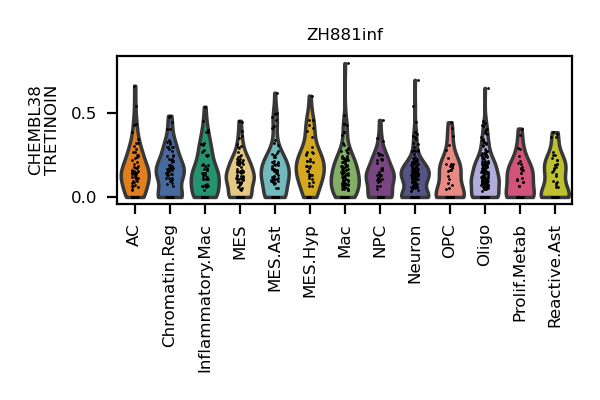 ZH881inf
CHEMBL38
TRETINOIN
0.5
0.0
AC
Chromatin.Reg
Inflammatory.Mac
MES
MES.Ast
MES.Hyp
Mac
NPC
Neuron
OPC
Oligo
Prolif.Metab
Reactive.Ast